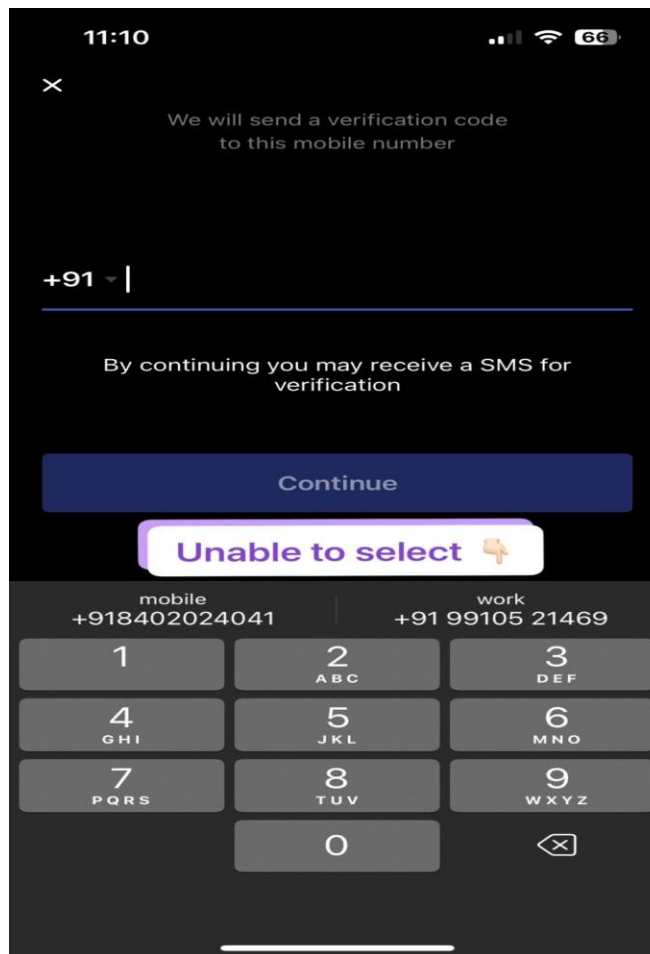 11:10
66
We will send a verification code
to this mobile number
+91
By continuing you may receive a SMS for
verification
Continue
Unable to select 👇🏻
mobile
work
+918402024041
+91 99105 21469
1
2
3
ABC
DEF
4
5
6
GHI
JKL
MNO
7
8
9
PQRS
TUV
WXYZ
0